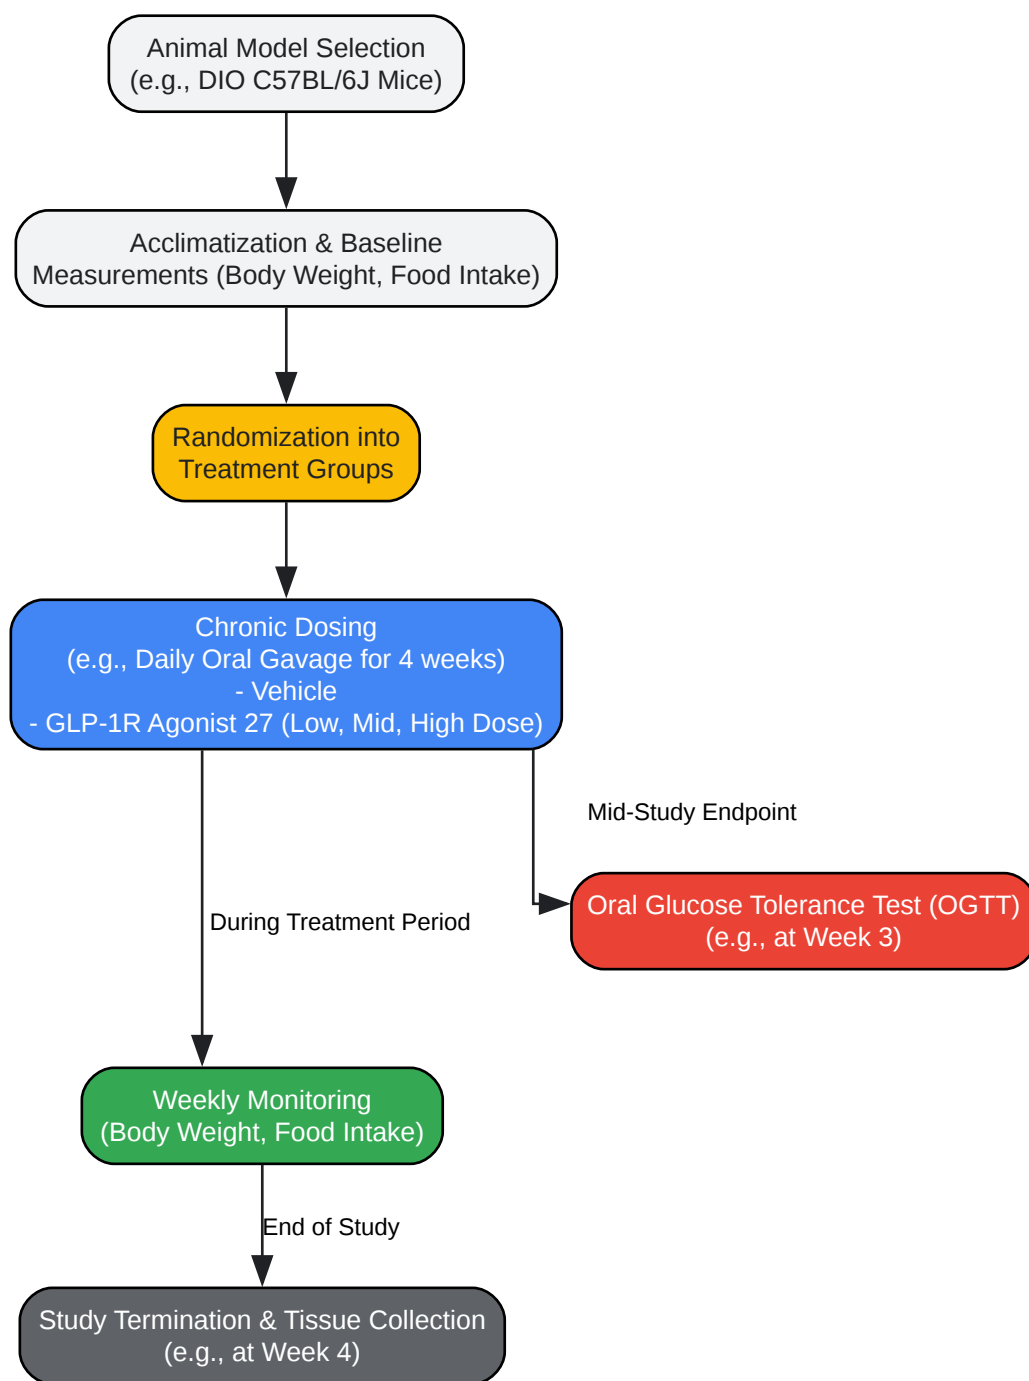 Animal Model Selection
(e.g., DIO C57BL/6J Mice)
Acclimatization & Baseline
Measurements (Body Weight, Food Intake)
Randomization into
Treatment Groups
Chronic Dosing
(e.g., Daily Oral Gavage for 4 weeks)
- Vehicle
- GLP-1R Agonist 27 (Low, Mid, High Dose)
Mid-Study Endpoint
Oral Glucose Tolerance Test (OGTT)
(e.g., at Week 3)
During Treatment Period
Weekly Monitoring
(Body Weight, Food Intake)
End of Study
Study Termination & Tissue Collection
(e.g., at Week 4)